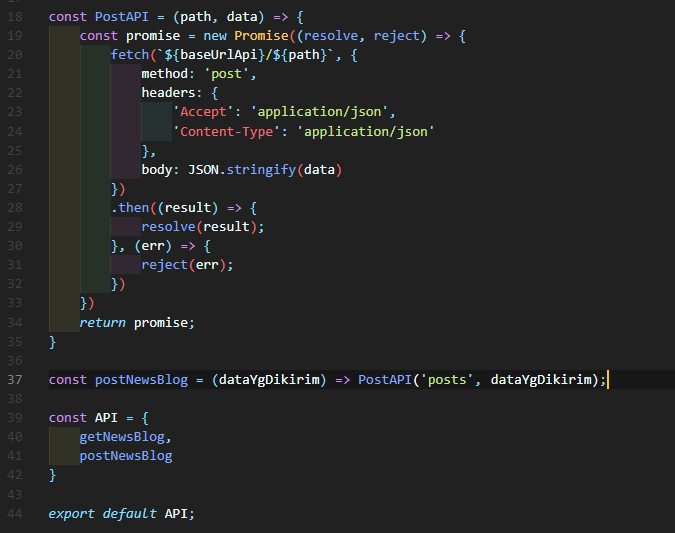 18 const PostAPI = (path, data) => {
19     const promise = new Promise((resolve, reject) => {
20         fetch(`${baseUrlApi}/${path}`, {
21             method: 'post',
22             headers: {
23                 'Accept': 'application/json',
24                 'Content-Type': 'application/json'
25             },
26             body: JSON.stringify(data)
27         })
28         .then((result) => {
29             resolve(result);
30         }, (err) => {
31             reject(err);
32         })
33     })
34     return promise;
35 }
36
37 const postNewsBlog = (dataYgDikirim) => PostAPI('posts', dataYgDikirim);
38
39 const API = {
40     getNewsBlog,
41     postNewsBlog
42 }
43
44 export default API;